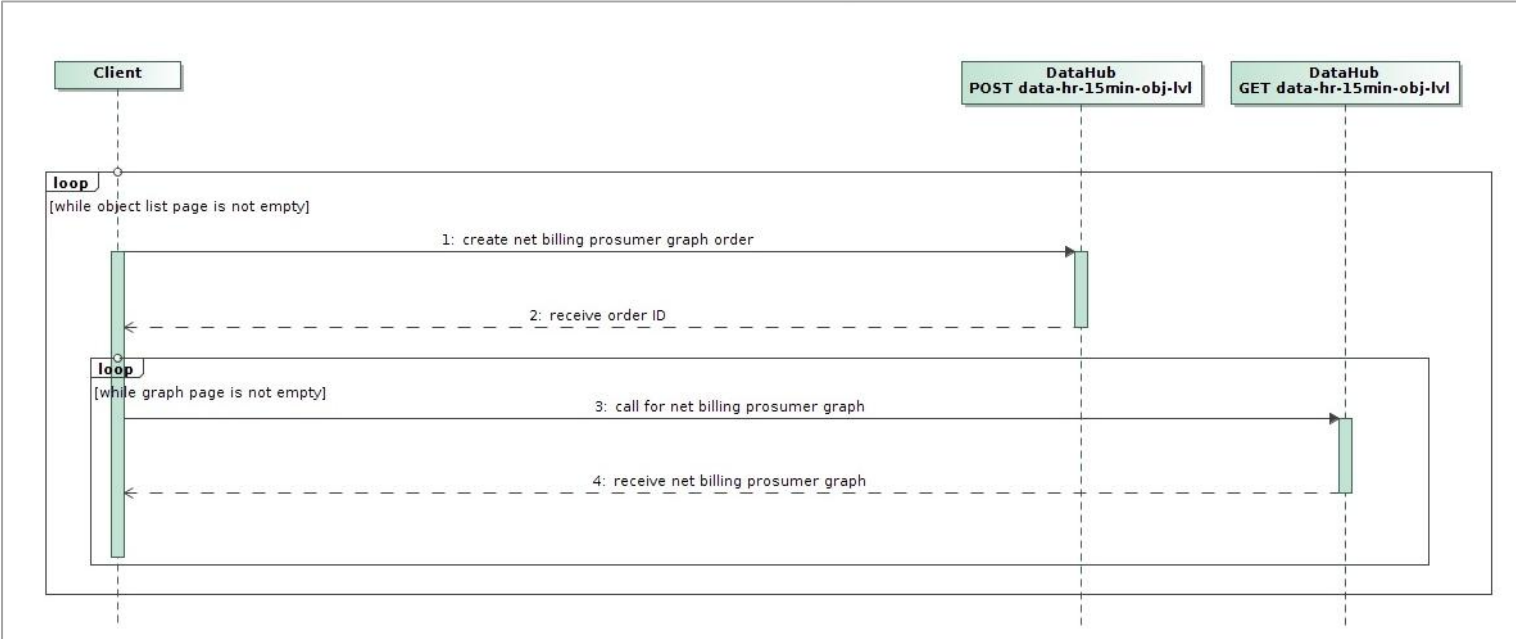 Client
DataHub
POST data-hr-15min-obj-lvl
DataHub
GET data-hr-15min-obj-lvl
loop
[while object list page is not empty]
1: create net billing prosumer graph order
2: receive order ID
loop
[while graph page is not empty]
3: call for net billing prosumer graph
4: receive net billing prosumer graph